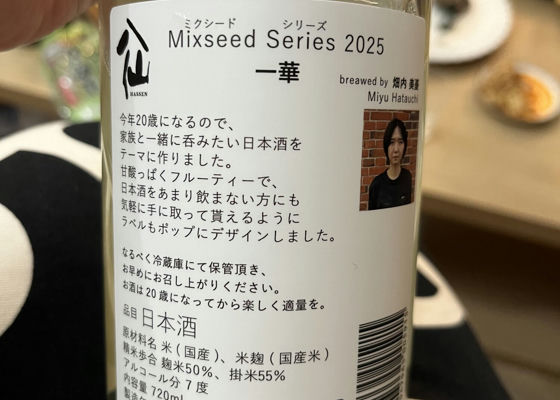 八仙
HASSEN
ミクシード シリーズ
Mixseed Series 2025
一華
breawed by 畑内 美
Miyu Hatauchi
今年20歳になるので、
家族と一緒に呑みたい日本酒を
テーマに作りました。
甘酸っぱくフルーティーで、
日本酒をあまり飲まない方にも
気軽に手に取って貰えるように
ラベルもポップにデザインしました。
なるべく冷蔵庫にて保管頂き、
お早めにお召し上がりください。
お酒は20歳になってから楽しく適量を。
品目 日本酒
原材料名 米(国産)、米麹(国産米)
精米歩合 麹米50%、掛米55%
アルコール分 7度
内容量 720ml